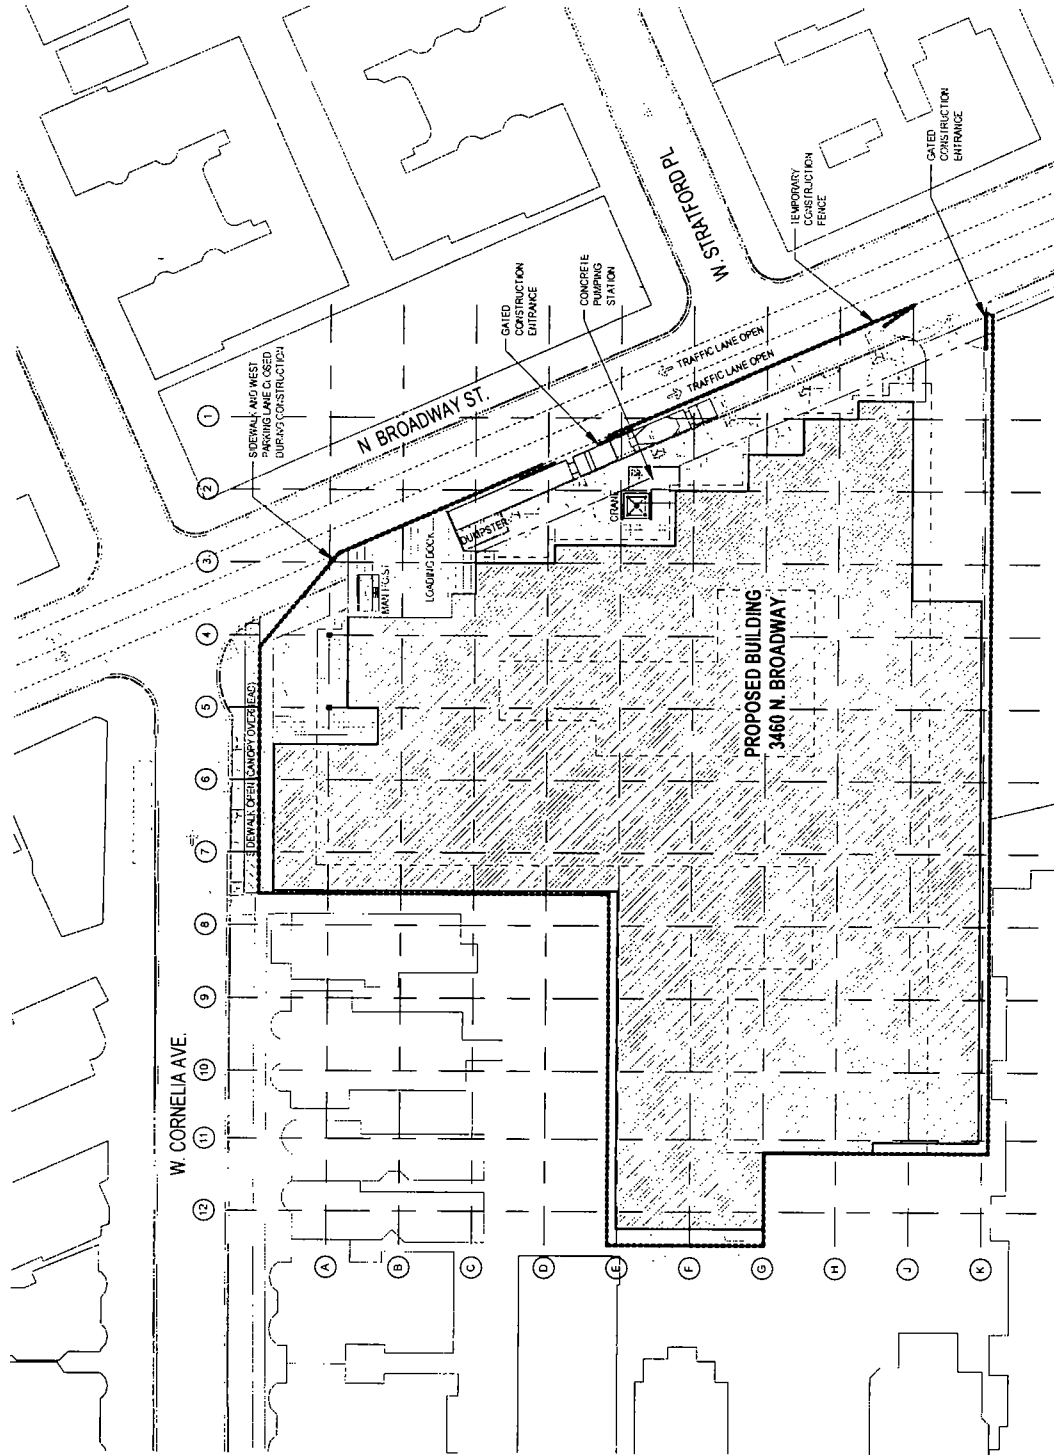 SIDEWALK AND WEST
PARKING LANE CLOSED
DURING CONSTRUCTION
N. BROADWAY ST.
GATED
CONSTRUCTION
ENTRANCE
CONCRETE
PUMPING
STATION
W. STRATFORD PL
TEMPORARY
CONSTRUCTION
FENCE
GATED
CONSTRUCTION
ENTRANCE
TRAFFIC LANE OPEN
TRAFFIC LANE OPEN
1
2
3
4
5
6
7
8
9
10
11
12
MAN HOIST
LOADING DOCK
DUMPSTER
CRANE
SIDEWALK OPEN (CANOPY OVERHEAD)
PROPOSED BUILDING
3460 N. BROADWAY
W. CORNELIA AVE.
A
B
C
D
E
F
G
H
J
K